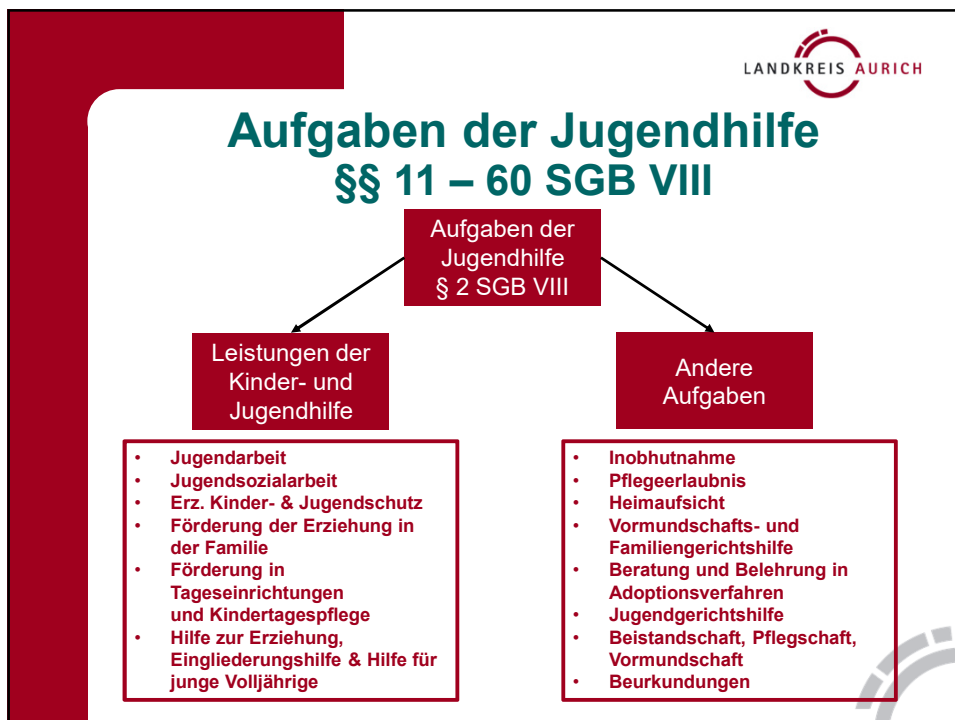 LANDKREIS AURICH
Aufgaben der Jugendhilfe
§§ 11 – 60 SGB VIII
Aufgaben der
Jugendhilfe
§ 2 SGB VIII
Leistungen der
Kinder- und
Jugendhilfe
• Jugendarbeit
• Jugendsozialarbeit
• Erz. Kinder- & Jugendschutz
• Förderung der Erziehung in
der Familie
• Förderung in
Tageseinrichtungen
und Kindertagespflege
• Hilfe zur Erziehung,
Eingliederungshilfe & Hilfe für
junge Volljährige
Andere
Aufgaben
• Inobhutnahme
• Pflegeerlaubnis
• Heimaufsicht
• Vormundschafts- und
Familiengerichtshilfe
• Beratung und Belehrung in
Adoptionsverfahren
• Jugendgerichtshilfe
• Beistandschaft, Pflegschaft,
Vormundschaft
• Beurkundungen